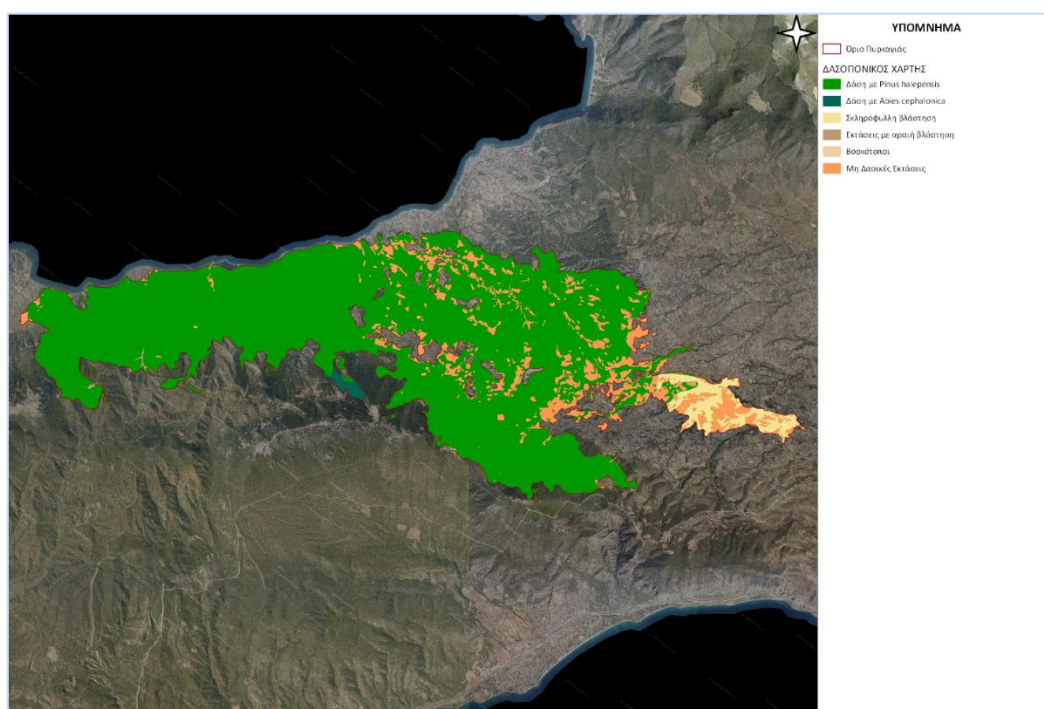 ΥΠΟΜΝΗΜΑ
Όριο Πυρκαγιάς
ΔΑΣΟΠΟΝΙΚΟΣ ΧΑΡΤΗΣ
Δάση με Pinus halepensis
Δάση με Abies cephalonica
Σκληρόφυλλη βλάστηση
Εκτάσεις με αραιή βλάστηση
Βοσκότοποι
Μη Δασικές Εκτάσεις